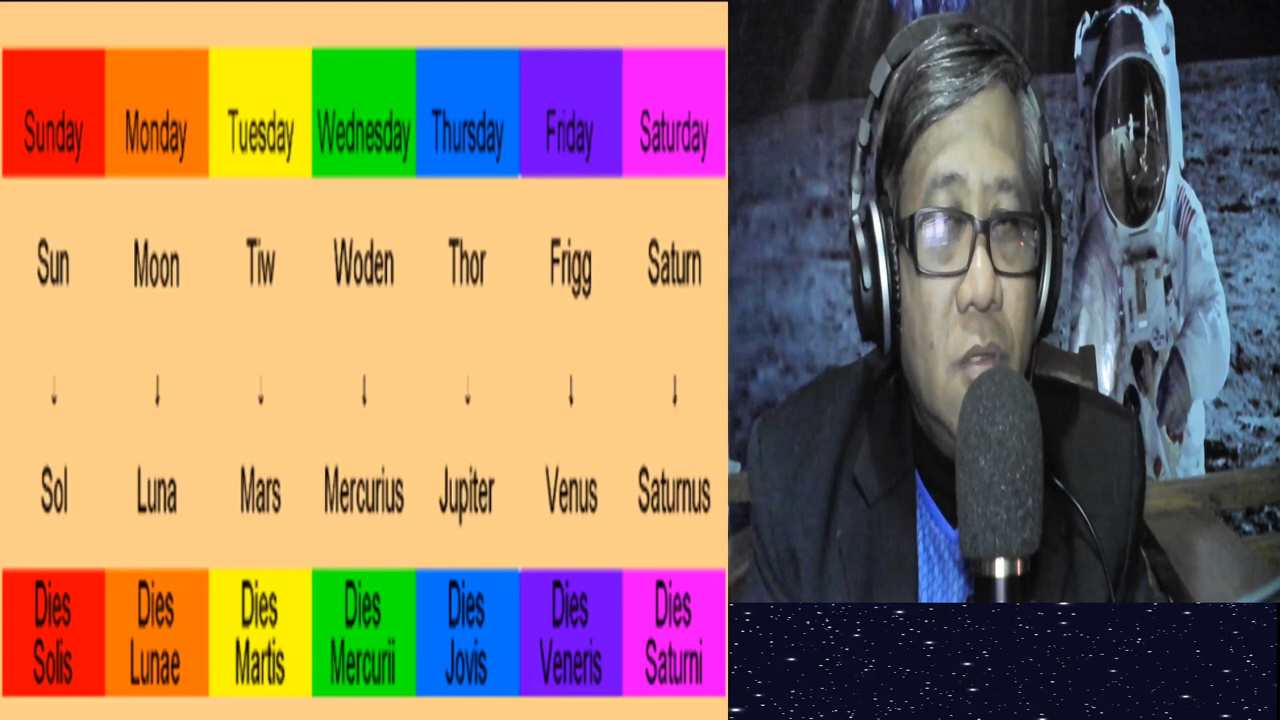 Sunday Monday Tuesday Wednesday Thursday Friday Saturday
Sun Moon Tiw Woden Thor Frigg Saturn
↓ ↓ ↓ ↓ ↓ ↓ ↓
Sol Luna Mars Mercurius Jupiter Venus Saturnus
Dies Dies Dies Dies Dies Dies Dies
Solis Lunae Martis Mercurii Jovis Veneris Saturni